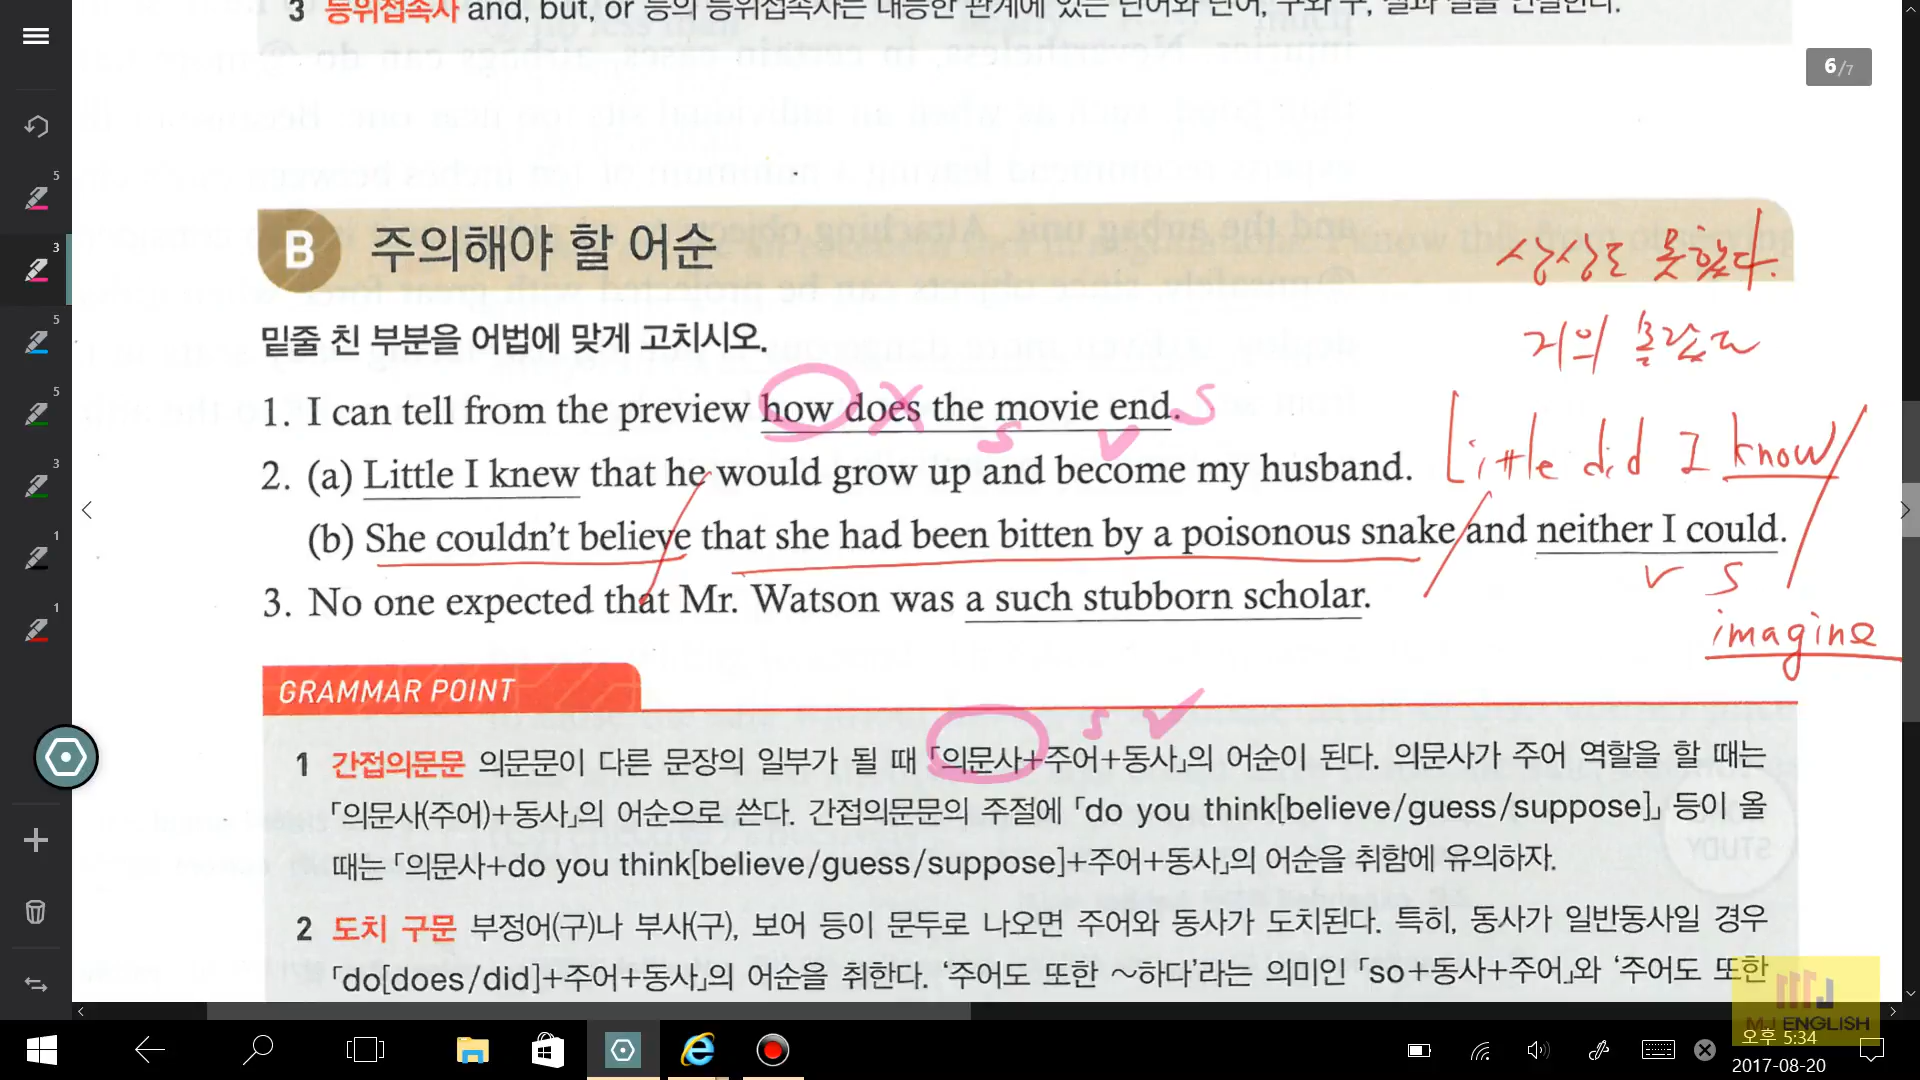 3 등위접속사 and, but, or 등의 등위접속사는 대등한 관계에 있는 단어와 단어, 구와 구, 절과 절을 연결한다.
6/7
B 주의해야 할 어순
상상도 못했다.
밑줄 친 부분을 어법에 맞게 고치시오.
거의 몰랐다
1. I can tell from the preview how does the movie end. S
S V
2. (a) Little I knew that he would grow up and become my husband.
Little did I know
(b) She couldn't believe that she had been bitten by a poisonous snake and neither I could.
V S
3. No one expected that Mr. Watson was a such stubborn scholar.
imagine
GRAMMAR POINT
S V
1 간접의문문 의문문이 다른 문장의 일부가 될 때 「의문사+주어+동사」의 어순이 된다. 의문사가 주어 역할을 할 때는
「의문사(주어)+동사」의 어순으로 쓴다. 간접의문문의 주절에 「do you think[believe/guess/suppose]」 등이 올
때는 「의문사+do you think[believe/guess/suppose]+주어+동사」의 어순을 취함에 유의하자.
2 도치 구문 부정어(구)나 부사(구), 보어 등이 문두로 나오면 주어와 동사가 도치된다. 특히, 동사가 일반동사일 경우
「do[does/did]+주어+동사」의 어순을 취한다. '주어도 또한 ~하다'라는 의미인 「so+동사+주어」와 '주어도 또한
MJ ENGLISH
오후 5:34
2017-08-20
5
3
5
5
3
1
1